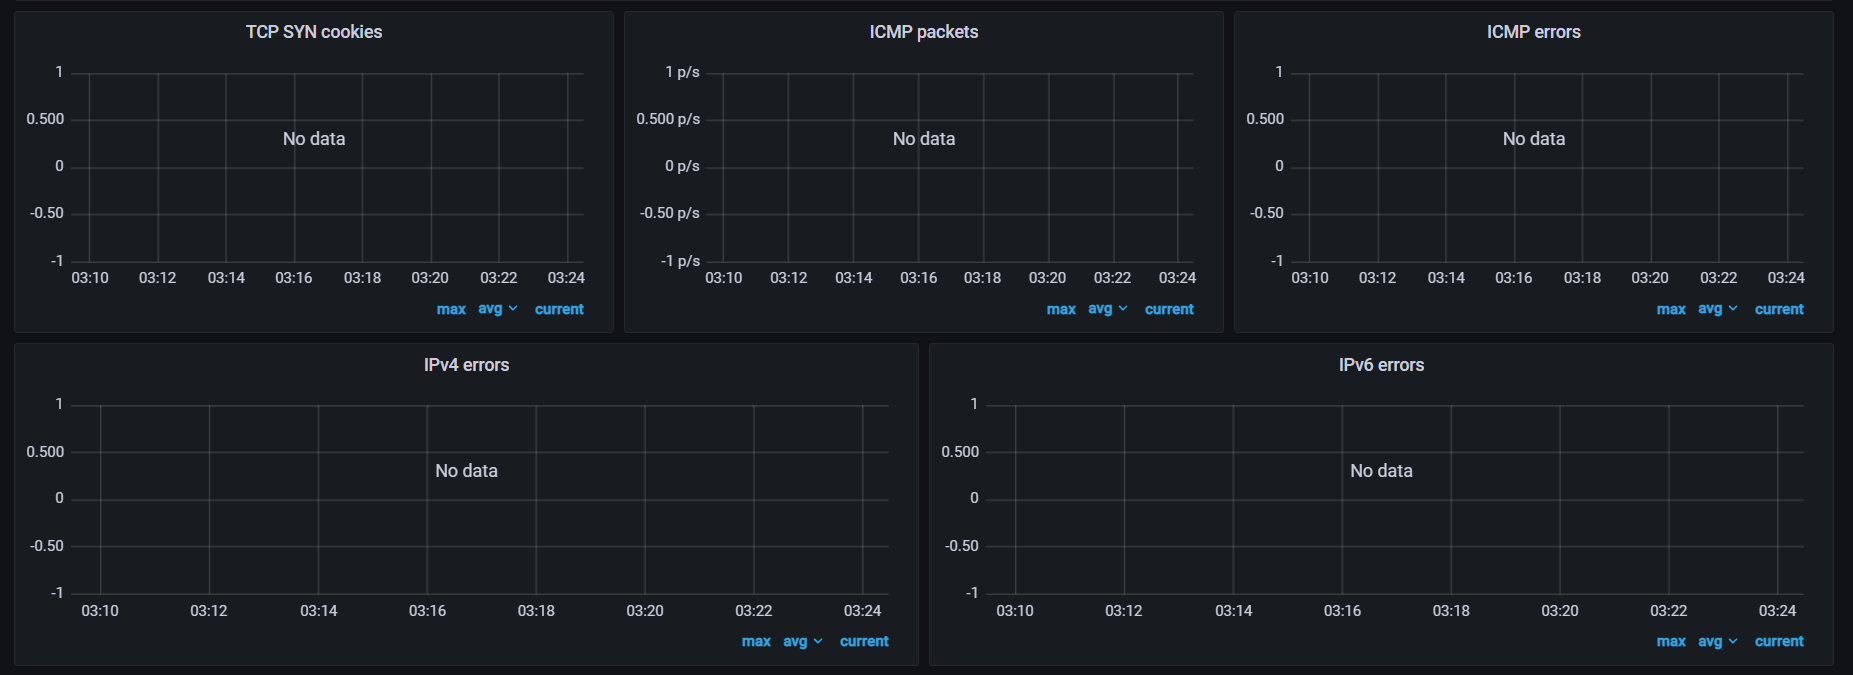 TCP SYN cookies
1
0.500
No data
0
-0.50
-1
03:10 03:12 03:14 03:16 03:18 03:20 03:22 03:24
max avg current
ICMP packets
1 p/s
0.500 p/s
No data
0 p/s
-0.50 p/s
-1 p/s
03:10 03:12 03:14 03:16 03:18 03:20 03:22 03:24
max avg current
ICMP errors
1
0.500
No data
0
-0.50
-1
03:10 03:12 03:14 03:16 03:18 03:20 03:22 03:24
max avg current
IPv4 errors
1
0.500
No data
0
-0.50
-1
03:10 03:12 03:14 03:16 03:18 03:20 03:22 03:24
max avg current
IPv6 errors
1
0.500
No data
0
-0.50
-1
03:10 03:12 03:14 03:16 03:18 03:20 03:22 03:24
max avg current